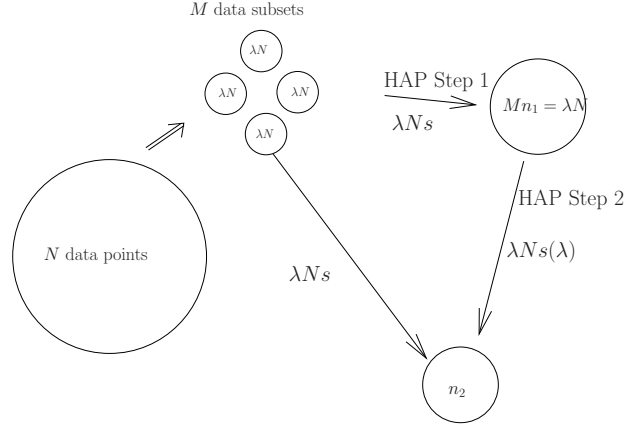 M data subsets
λN
λN
λN
λN
HAP Step 1
λNs
Mn₁ = λN
HAP Step 2
λNs(λ)
N data points
λNs
n₂